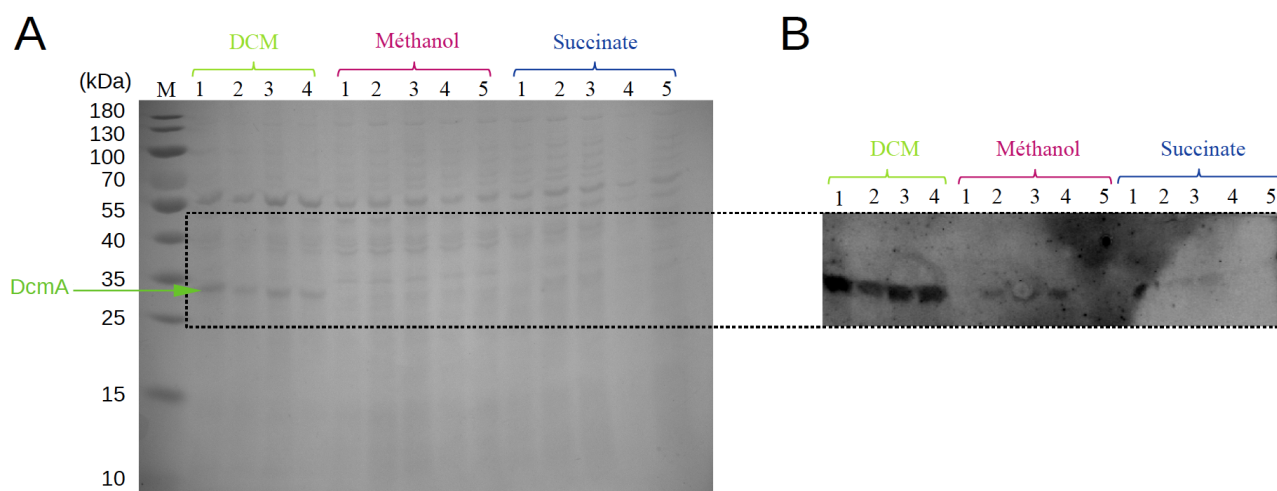 A
DCM Méthanol Succinate
(kDa) M 1 2 3 4 1 2 3 4 5 1 2 3 4 5
180
130
100
70
55
40
35
DcmA
25
15
10
B
DCM Méthanol Succinate
1 2 3 4 1 2 3 4 5 1 2 3 4 5